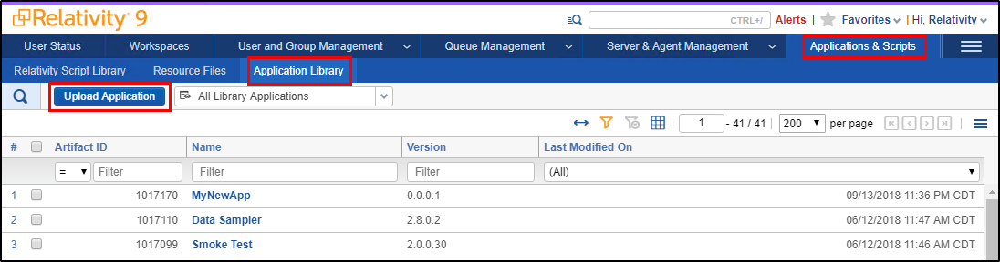 Relativity 9
CTRL+/ Alerts Favorites Hi, Relativity
User Status Workspaces User and Group Management Queue Management Server & Agent Management Applications & Scripts
Relativity Script Library Resource Files Application Library
Upload Application All Library Applications
1 - 41 / 41 200 per page
# Artifact ID Name Version Last Modified On
= Filter Filter Filter (All)
1 1017170 MyNewApp 0.0.0.1 09/13/2018 11:36 PM CDT
2 1017110 Data Sampler 2.8.0.2 06/12/2018 11:47 AM CDT
3 1017099 Smoke Test 2.0.0.30 06/12/2018 11:46 AM CDT